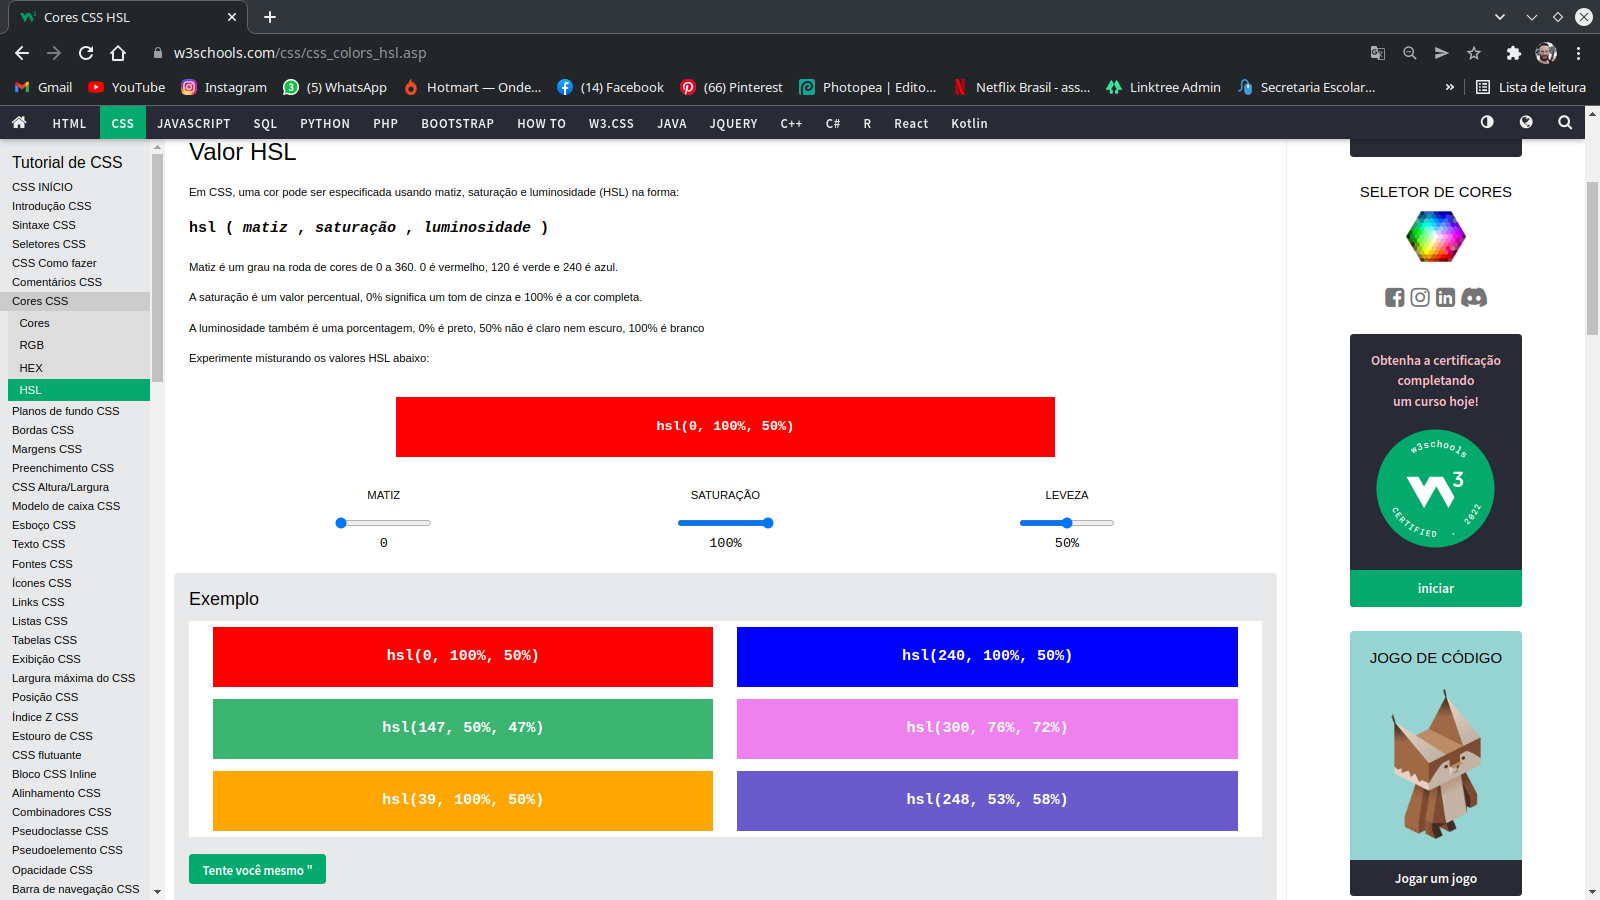 Cores CSS HSL
w3schools.com/css/css_colors_hsl.asp
Gmail
YouTube
Instagram
(5) WhatsApp
Hotmart — Onde...
(14) Facebook
(66) Pinterest
Photopea | Edito...
Netflix Brasil - ass...
Linktree Admin
Secretaria Escolar...
»
Lista de leitura
HTML
CSS
JAVASCRIPT
SQL
PYTHON
PHP
BOOTSTRAP
HOW TO
W3.CSS
JAVA
JQUERY
C++
C#
R
React
Kotlin
Tutorial de CSS
CSS INÍCIO
Introdução CSS
Sintaxe CSS
Seletores CSS
CSS Como fazer
Comentários CSS
Cores CSS
Cores
RGB
HEX
HSL
Planos de fundo CSS
Bordas CSS
Margens CSS
Preenchimento CSS
CSS Altura/Largura
Modelo de caixa CSS
Esboço CSS
Texto CSS
Fontes CSS
Ícones CSS
Links CSS
Listas CSS
Tabelas CSS
Exibição CSS
Largura máxima do CSS
Posição CSS
Índice Z CSS
Estouro de CSS
CSS flutuante
Bloco CSS Inline
Alinhamento CSS
Combinadores CSS
Pseudoclasse CSS
Pseudoelemento CSS
Opacidade CSS
Barra de navegação CSS
Valor HSL
Em CSS, uma cor pode ser especificada usando matiz, saturação e luminosidade (HSL) na forma:
hsl ( matiz , saturação , luminosidade )
Matiz é um grau na roda de cores de 0 a 360. 0 é vermelho, 120 é verde e 240 é azul.
A saturação é um valor percentual, 0% significa um tom de cinza e 100% é a cor completa.
A luminosidade também é uma porcentagem, 0% é preto, 50% não é claro nem escuro, 100% é branco
Experimente misturando os valores HSL abaixo:
hsl(0, 100%, 50%)
MATIZ
0
SATURAÇÃO
100%
LEVEZA
50%
Exemplo
hsl(0, 100%, 50%)
hsl(240, 100%, 50%)
hsl(147, 50%, 47%)
hsl(300, 76%, 72%)
hsl(39, 100%, 50%)
hsl(248, 53%, 58%)
Tente você mesmo "
SELETOR DE CORES
Obtenha a certificação
completando
um curso hoje!
w3schools
W3
CERTIFIED . 2022
iniciar
JOGO DE CÓDIGO
Jogar um jogo